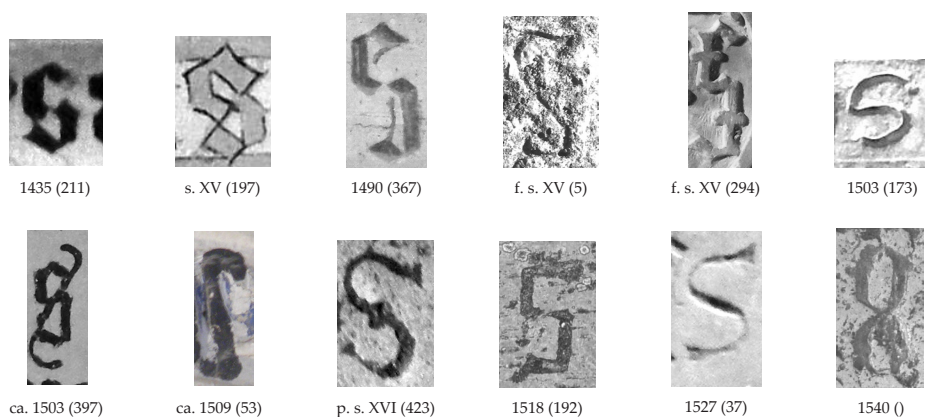 1435 (211) s. XV (197) 1490 (367) f. s. XV (5) f. s. XV (294) 1503 (173)
ca. 1503 (397) ca. 1509 (53) p. s. XVI (423) 1518 (192) 1527 (37) 1540 ()